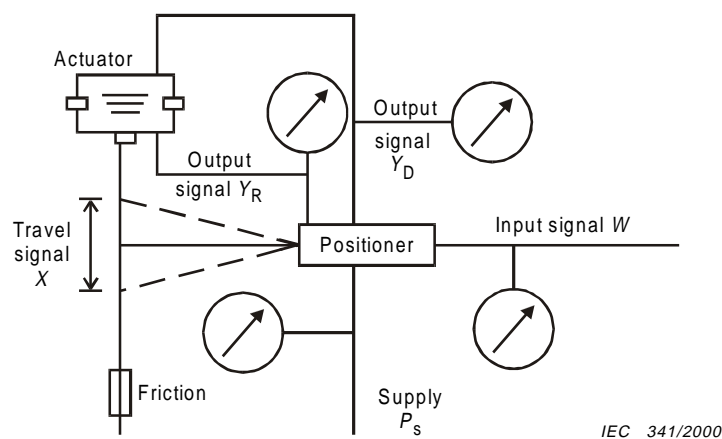 Actuator
Output
signal Y_D
Output
signal Y_R
Travel
signal
X
Positioner
Input signal W
Friction
Supply
P_s
IEC 341/2000